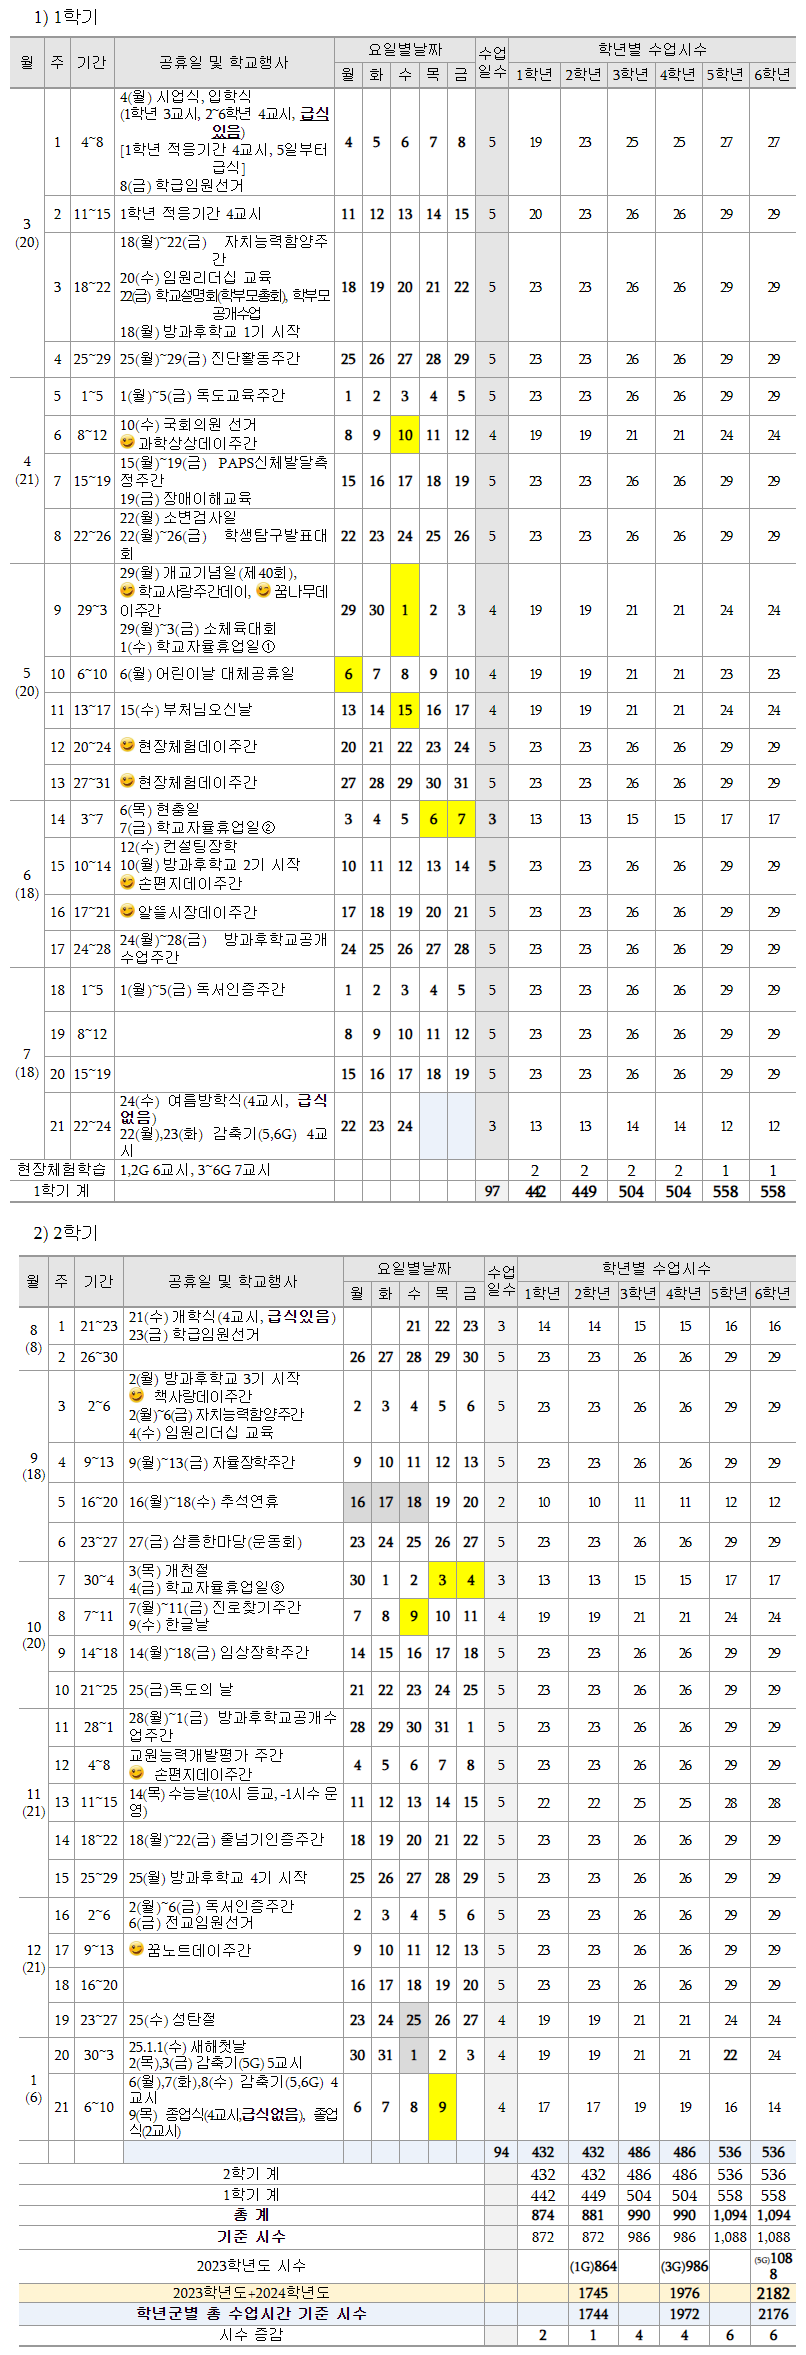 1) 1학기
월 주 기간 공휴일 및 학교행사 요일별날짜 수업일수 학년별 수업시수
월 화 수 목 금 1학년 2학년 3학년 4학년 5학년 6학년
3
(20)
4(월) 시업식, 입학식
(1학년 3교시, 2~6학년 4교시, 급식
있음)
[1학년 적응기간 4교시, 5일부터
급식]
8(금) 학급임원선거
1 4~8 4 5 6 7 8 5 19 23 25 25 27 27
2 11~15 1학년 적응기간 4교시 11 12 13 14 15 5 20 23 26 26 29 29
18(월)~22(금) 자치능력함양주
간
20(수) 임원리더십 교육
22(금) 학교설명회(학부모총회), 학부모
공개수업
18(월) 방과후학교 1기 시작
3 18~22 18 19 20 21 22 5 23 23 26 26 29 29
4 25~29 25(월)~29(금) 진단활동주간 25 26 27 28 29 5 23 23 26 26 29 29
4
(21)
5 1~5 1(월)~5(금) 독도교육주간 1 2 3 4 5 5 23 23 26 26 29 29
10(수) 국회의원 선거
과학상상데이주간
6 8~12 8 9 10 11 12 4 19 19 21 21 24 24
15(월)~19(금) PAPS신체발달측
정주간
19(금) 장애이해교육
7 15~19 15 16 17 18 19 5 23 23 26 26 29 29
22(월) 소변검사일
22(월)~26(금) 학생탐구발표대
회
8 22~26 22 23 24 25 26 5 23 23 26 26 29 29
5
(20)
29(월) 개교기념일(제40회),
학교사랑주간데이, 꿈나무데
이주간
29(월)~3(금) 소체육대회
1(수) 학교자율휴업일①
9 29~3 29 30 1 2 3 4 19 19 21 21 24 24
10 6~10 6(월) 어린이날 대체공휴일 6 7 8 9 10 4 19 19 21 21 23 23
11 13~17 15(수) 부처님오신날 13 14 15 16 17 4 19 19 21 21 24 24
12 20~24 현장체험데이주간 20 21 22 23 24 5 23 23 26 26 29 29
13 27~31 현장체험데이주간 27 28 29 30 31 5 23 23 26 26 29 29
6
(18)
6(목) 현충일
7(금) 학교자율휴업일②
14 3~7 3 4 5 6 7 3 13 13 15 15 17 17
12(수) 컨설팅장학
10(월) 방과후학교 2기 시작
손편지데이주간
15 10~14 10 11 12 13 14 5 23 23 26 26 29 29
16 17~21 알뜰시장데이주간 17 18 19 20 21 5 23 23 26 26 29 29
24(월)~28(금) 방과후학교공개
수업주간
17 24~28 24 25 26 27 28 5 23 23 26 26 29 29
7
(18)
18 1~5 1(월)~5(금) 독서인증주간 1 2 3 4 5 5 23 23 26 26 29 29
19 8~12 8 9 10 11 12 5 23 23 26 26 29 29
20 15~19 15 16 17 18 19 5 23 23 26 26 29 29
24(수) 여름방학식(4교시, 급식
없음)
22(월),23(화) 감축기(5,6G) 4교
시
21 22~24 22 23 24 3 13 13 14 14 12 12
현장체험학습 1,2G 6교시, 3~6G 7교시 2 2 2 2 1 1
1학기 계 97 442 449 504 504 558 558
2) 2학기
월 주 기간 공휴일 및 학교행사 요일별날짜 수업일수 학년별 수업시수
월 화 수 목 금 1학년 2학년 3학년 4학년 5학년 6학년
8
(8)
21(수) 개학식(4교시, 급식있음)
23(금) 학급임원선거
1 21~23 21 22 23 3 14 14 15 15 16 16
2 26~30 26 27 28 29 30 5 23 23 26 26 29 29
9
(18)
2(월) 방과후학교 3기 시작
책사랑데이주간
2(월)~6(금) 자치능력함양주간
4(수) 임원리더십 교육
3 2~6 2 3 4 5 6 5 23 23 26 26 29 29
4 9~13 9(월)~13(금) 자율장학주간 9 10 11 12 13 5 23 23 26 26 29 29
5 16~20 16(월)~18(수) 추석연휴 16 17 18 19 20 2 10 10 11 11 12 12
6 23~27 27(금) 삼릉한마당(운동회) 23 24 25 26 27 5 23 23 26 26 29 29
10
(20)
3(목) 개천절
4(금) 학교자율휴업일③
7 30~4 30 1 2 3 4 3 13 13 15 15 17 17
7(월)~11(금) 진로찾기주간
9(수) 한글날
8 7~11 7 8 9 10 11 4 19 19 21 21 24 24
9 14~18 14(월)~18(금) 임상장학주간 14 15 16 17 18 5 23 23 26 26 29 29
10 21~25 25(금)독도의 날 21 22 23 24 25 5 23 23 26 26 29 29
11
(21)
28(월)~1(금) 방과후학교공개수
업주간
11 28~1 28 29 30 31 1 5 23 23 26 26 29 29
교원능력개발평가 주간
손편지데이주간
12 4~8 4 5 6 7 8 5 23 23 26 26 29 29
14(목) 수능날(10시 등교, -1시수 운
영)
13 11~15 11 12 13 14 15 5 22 22 25 25 28 28
14 18~22 18(월)~22(금) 줄넘기인증주간 18 19 20 21 22 5 23 23 26 26 29 29
15 25~29 25(월) 방과후학교 4기 시작 25 26 27 28 29 5 23 23 26 26 29 29
12
(21)
2(월)~6(금) 독서인증주간
6(금) 전교임원선거
16 2~6 2 3 4 5 6 5 23 23 26 26 29 29
17 9~13 꿈노트데이주간 9 10 11 12 13 5 23 23 26 26 29 29
18 16~20 16 17 18 19 20 5 23 23 26 26 29 29
19 23~27 25(수) 성탄절 23 24 25 26 27 4 19 19 21 21 24 24
1
(6)
25.1.1(수) 새해첫날
2(목),3(금) 감축기(5G) 5교시
20 30~3 30 31 1 2 3 4 19 19 21 21 22 24
6(월),7(화),8(수) 감축기(5,6G) 4
교시
9(목) 종업식(4교시,급식없음), 졸업
식(2교시)
21 6~10 6 7 8 9 4 17 17 19 19 16 14
94 432 432 486 486 536 536
2학기 계 432 432 486 486 536 536
1학기 계 442 449 504 504 558 558
총 계 874 881 990 990 1,094 1,094
기준 시수 872 872 986 986 1,088 1,088
2023학년도 시수 (1G)864 (3G)986 (5G)1088
2023학년도+2024학년도 1745 1976 2182
학년군별 총 수업시간 기준 시수 1744 1972 2176
시수 증감 2 1 4 4 6 6